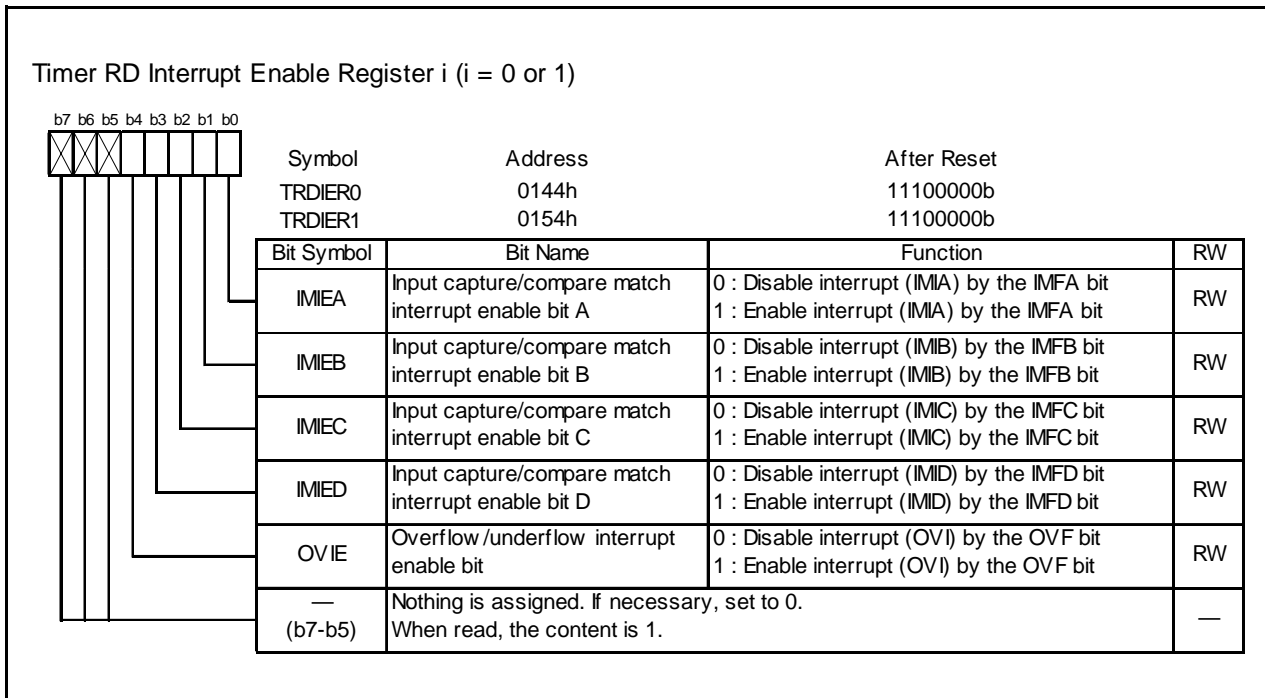 Timer RD Interrupt Enable Register i (i = 0 or 1)
b7 b6 b5 b4 b3 b2 b1 b0
Symbol Address After Reset
TRDIER0 0144h 11100000b
TRDIER1 0154h 11100000b
Bit Symbol Bit Name Function RW
IMIEA Input capture/compare match interrupt enable bit A 0 : Disable interrupt (IMIA) by the IMFA bit RW
1 : Enable interrupt (IMIA) by the IMFA bit
IMIEB Input capture/compare match interrupt enable bit B 0 : Disable interrupt (IMIB) by the IMFB bit RW
1 : Enable interrupt (IMIB) by the IMFB bit
IMIEC Input capture/compare match interrupt enable bit C 0 : Disable interrupt (IMIC) by the IMFC bit RW
1 : Enable interrupt (IMIC) by the IMFC bit
IMIED Input capture/compare match interrupt enable bit D 0 : Disable interrupt (IMID) by the IMFD bit RW
1 : Enable interrupt (IMID) by the IMFD bit
OVIE Overflow/underflow interrupt enable bit 0 : Disable interrupt (OVI) by the OVF bit RW
1 : Enable interrupt (OVI) by the OVF bit
— (b7-b5) Nothing is assigned. If necessary, set to 0. —
When read, the content is 1.